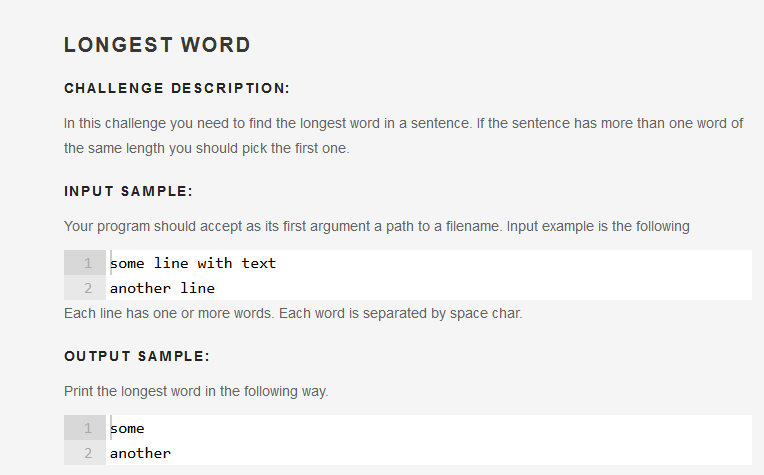 LONGEST WORD
CHALLENGE DESCRIPTION:
In this challenge you need to find the longest word in a sentence. If the sentence has more than one word of
the same length you should pick the first one.
INPUT SAMPLE:
Your program should accept as its first argument a path to a filename. Input example is the following
1 some line with text
2 another line
Each line has one or more words. Each word is separated by space char.
OUTPUT SAMPLE:
Print the longest word in the following way.
1 some
2 another